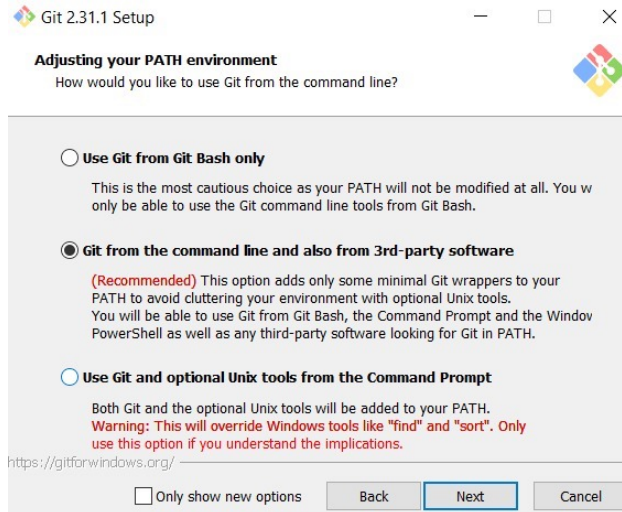 Git 2.31.1 Setup
Adjusting your PATH environment
How would you like to use Git from the command line?
Use Git from Git Bash only
This is the most cautious choice as your PATH will not be modified at all. You w
only be able to use the Git command line tools from Git Bash.
Git from the command line and also from 3rd-party software
(Recommended) This option adds only some minimal Git wrappers to your
PATH to avoid cluttering your environment with optional Unix tools.
You will be able to use Git from Git Bash, the Command Prompt and the Window
PowerShell as well as any third-party software looking for Git in PATH.
Use Git and optional Unix tools from the Command Prompt
Both Git and the optional Unix tools will be added to your PATH.
Warning: This will override Windows tools like "find" and "sort". Only
use this option if you understand the implications.
https://gitforwindows.org/
Only show new options
Back
Next
Cancel